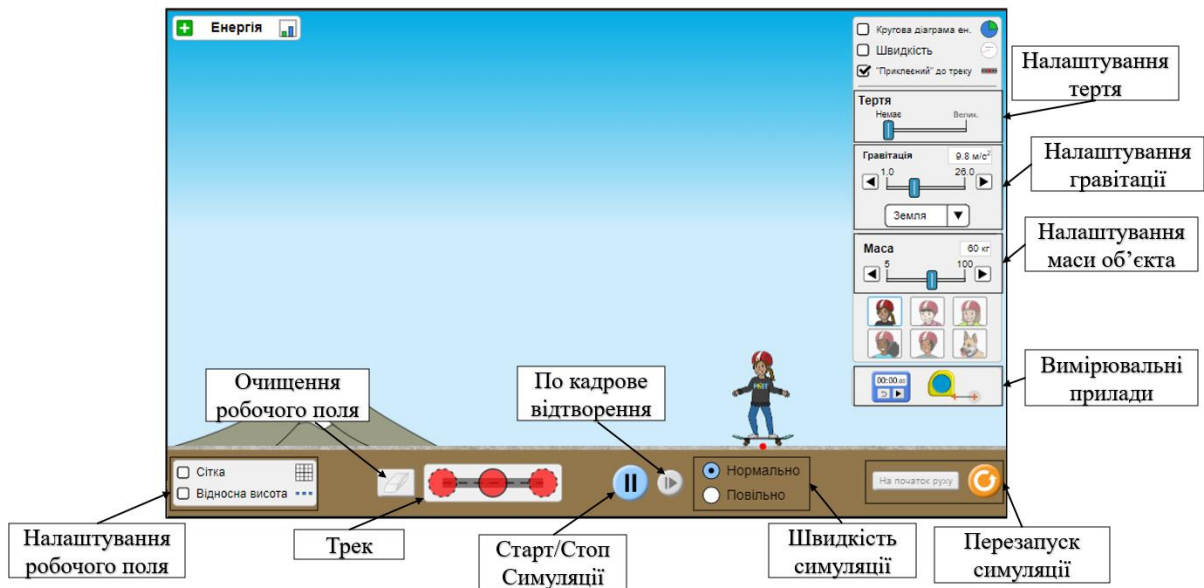 Енергія
Кругова діаграма ен.
Швидкість
"Приклеєний" до треку
Тертя
Немає
Велик.
Гравітація
9.8 м/с²
1.0
26.0
Земля
Маса
60 кг
5
100
00:00.00
Налаштування
тертя
Налаштування
гравітації
Налаштування
маси об’єкта
Вимірювальні
прилади
Очищення
робочого поля
По кадрове
відтворення
Сітка
Відносна висота
Нормально
Повільно
На початок руху
Налаштування
робочого поля
Трек
Старт/Стоп
Симуляції
Швидкість
симуляції
Перезапуск
симуляції